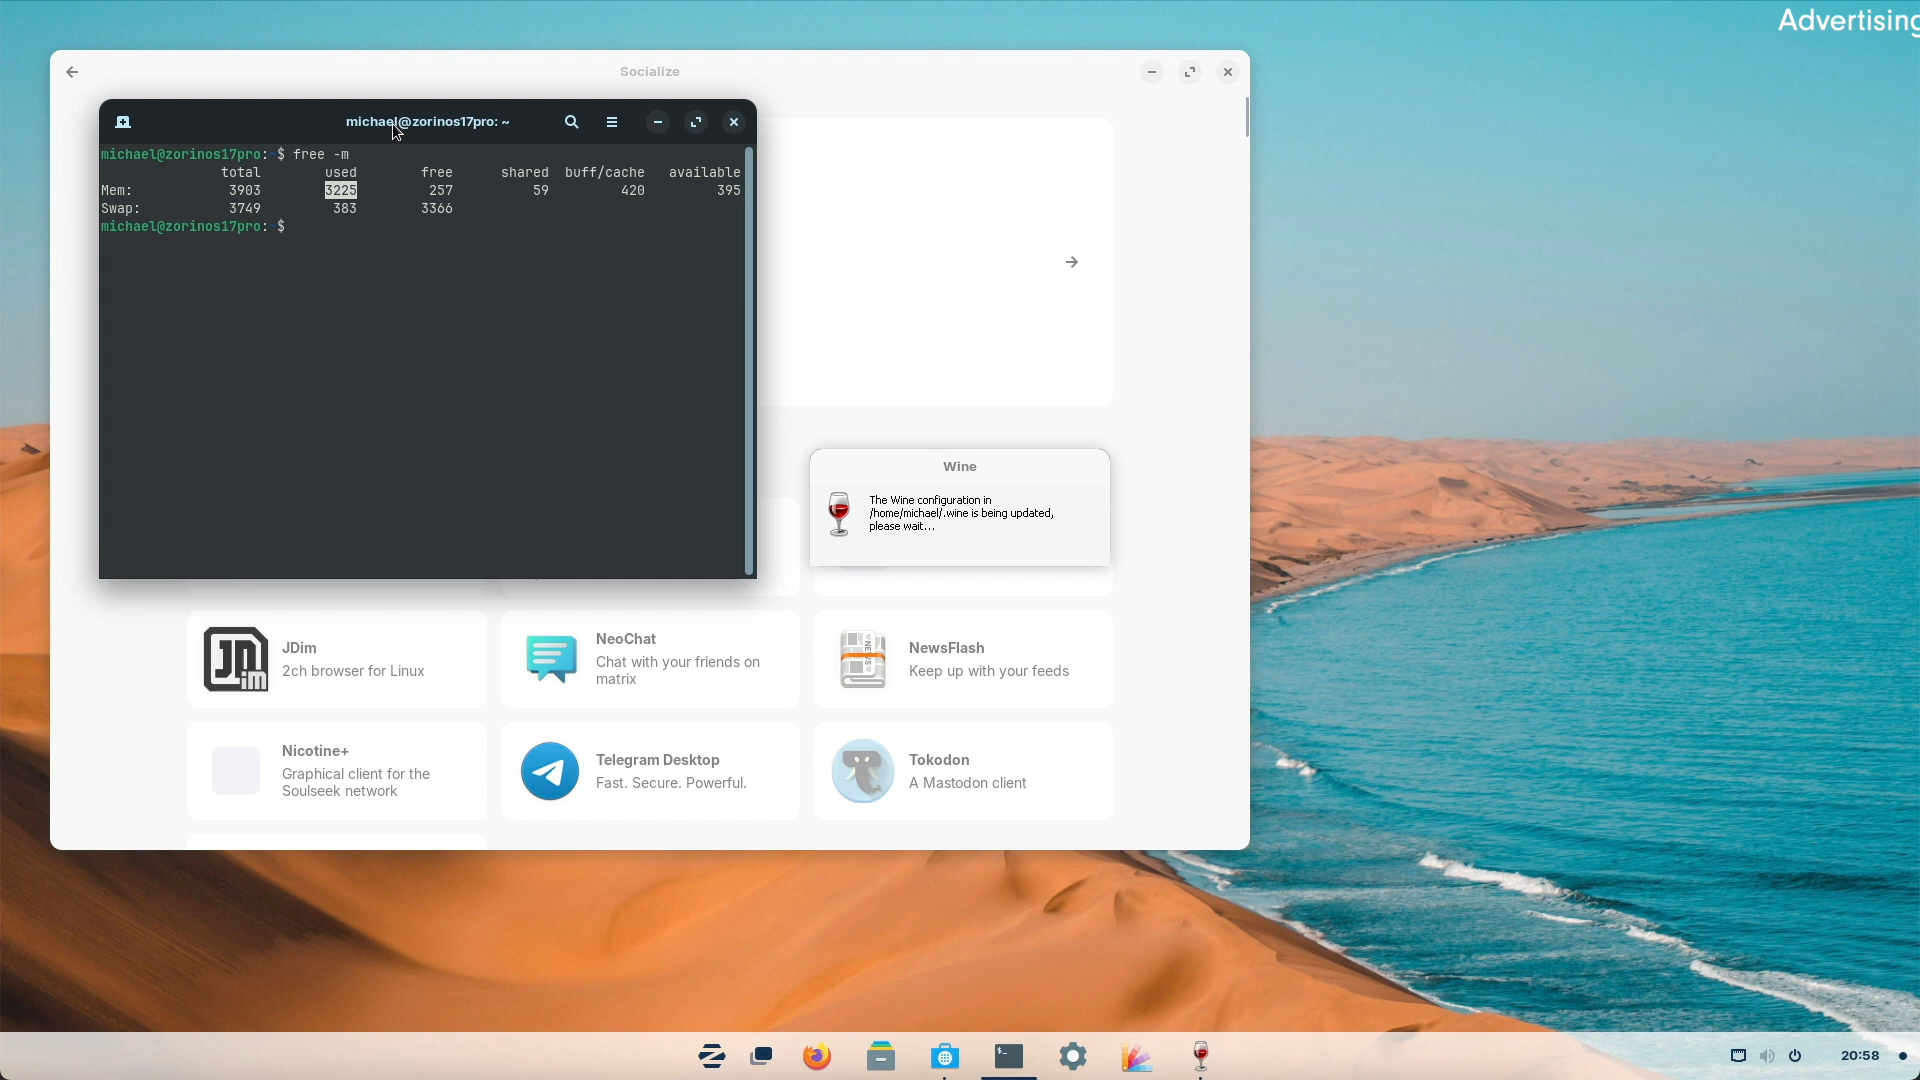 Advertising
Socialize
michael@zorinos17pro: ~
michael@zorinos17pro:~$ free -m
total used free shared buff/cache available
Mem: 3903 3225 257 59 420 395
Swap: 3749 383 3366
michael@zorinos17pro:~$
Wine
The Wine configuration in
/home/michael/.wine is being updated,
please wait...
JDim
2ch browser for Linux
NeoChat
Chat with your friends on
matrix
NewsFlash
Keep up with your feeds
Nicotine+
Graphical client for the
Soulseek network
Telegram Desktop
Fast. Secure. Powerful.
Tokodon
A Mastodon client
20:58